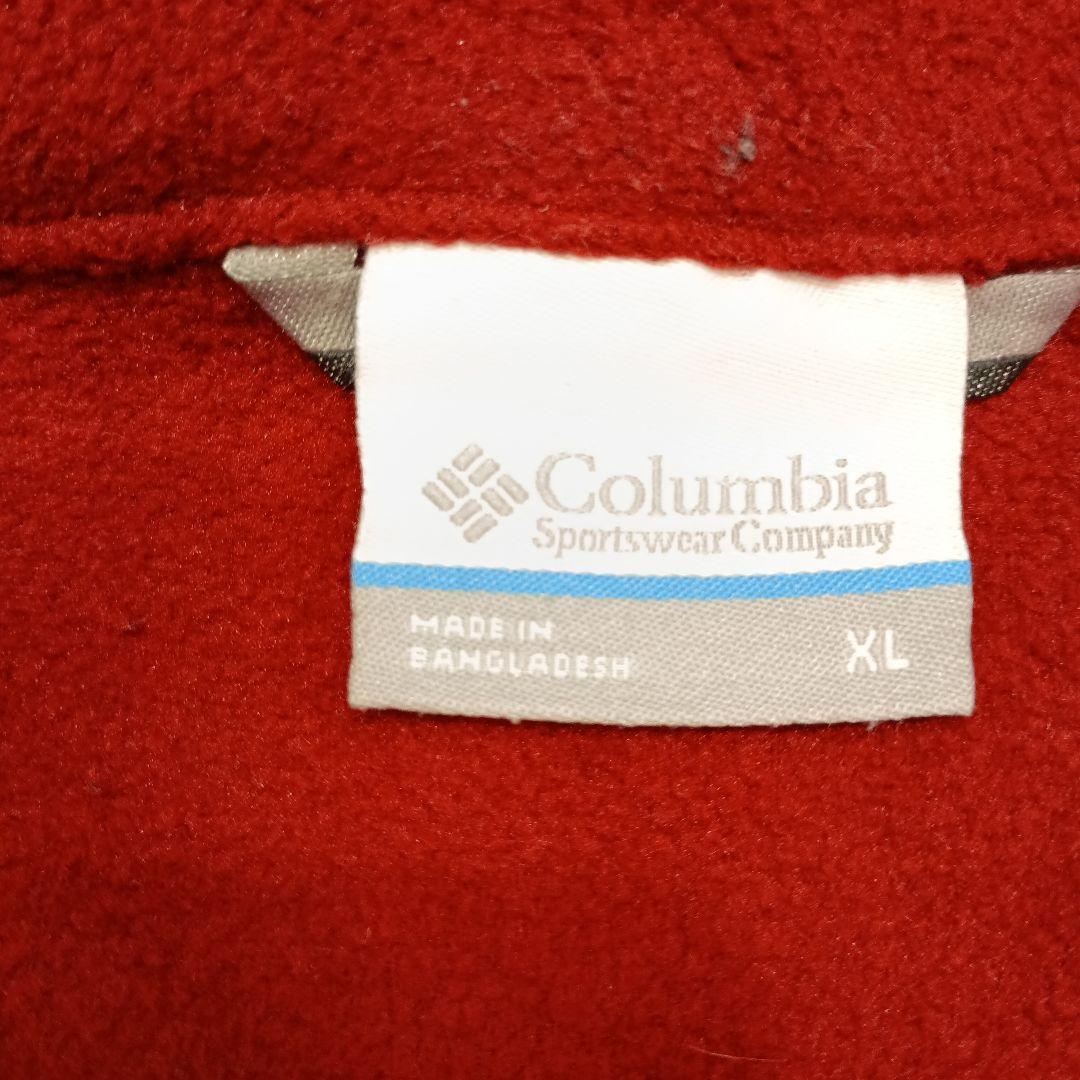 Columbia
Sportswear Company
MADE IN
BANGLADESH
XL